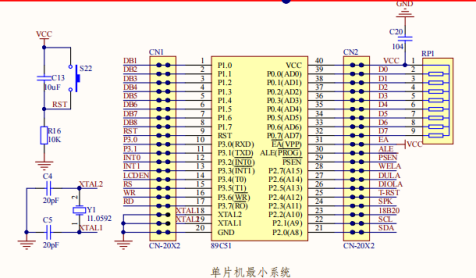 GND
VCC
C20
104
S22
C13
10uF
RST
R16
10K
C4
20pF
XTAL2
Y1
11.0592
XTAL1
C5
20pF
CN1
DB1 1 P1.0
DB2 2 P1.1
DB3 3 P1.2
DB4 4 P1.3
DB5 5 P1.4
DB6 6 P1.5
DB7 7 P1.6
DB8 8 P1.7
RST 9 RST
P3.0 10 P3.0(RXD)
P3.1 11 P3.1(TXD)
INT0 12 P3.2(INT0)
INT1 13 P3.3(INT1)
LCDEN 14 P3.4(T0)
RS 15 P3.5(T1)
WR 16 P3.6(WR)
RD 17 P3.7(RO)
XTAL2 18 XTAL2
XTAL1 19 XTAL1
20 GND
CN-20X2
89C51
CN2
VCC 40 VCC 1
P0.0(AD0) 39 D0 2
P0.1(AD1) 38 D1 3
P0.2(AD2) 37 D2 4
P0.3(AD3) 36 D3 5
P0.4(AD4) 35 D4 6
P0.5(AD5) 34 D5 7
P0.6(AD6) 33 D6 8
P0.7(AD7) 32 D7 9
EA(VPP) 31 EA VCC
ALE(PROG) 30 ALE
PSEN 29 PSEN
P2.7(A15) 28 WELA
P2.6(A14) 27 DULA
P2.5(A13) 26 DIOLA
P2.4(A12) 25 T-RST
P2.3(A11) 24 SPK
P2.2(A10) 23 18B20
P2.1(A9) 22 SCL
P2.0(A8) 21 SDA
CN-20X2
RP1
单片机最小系统